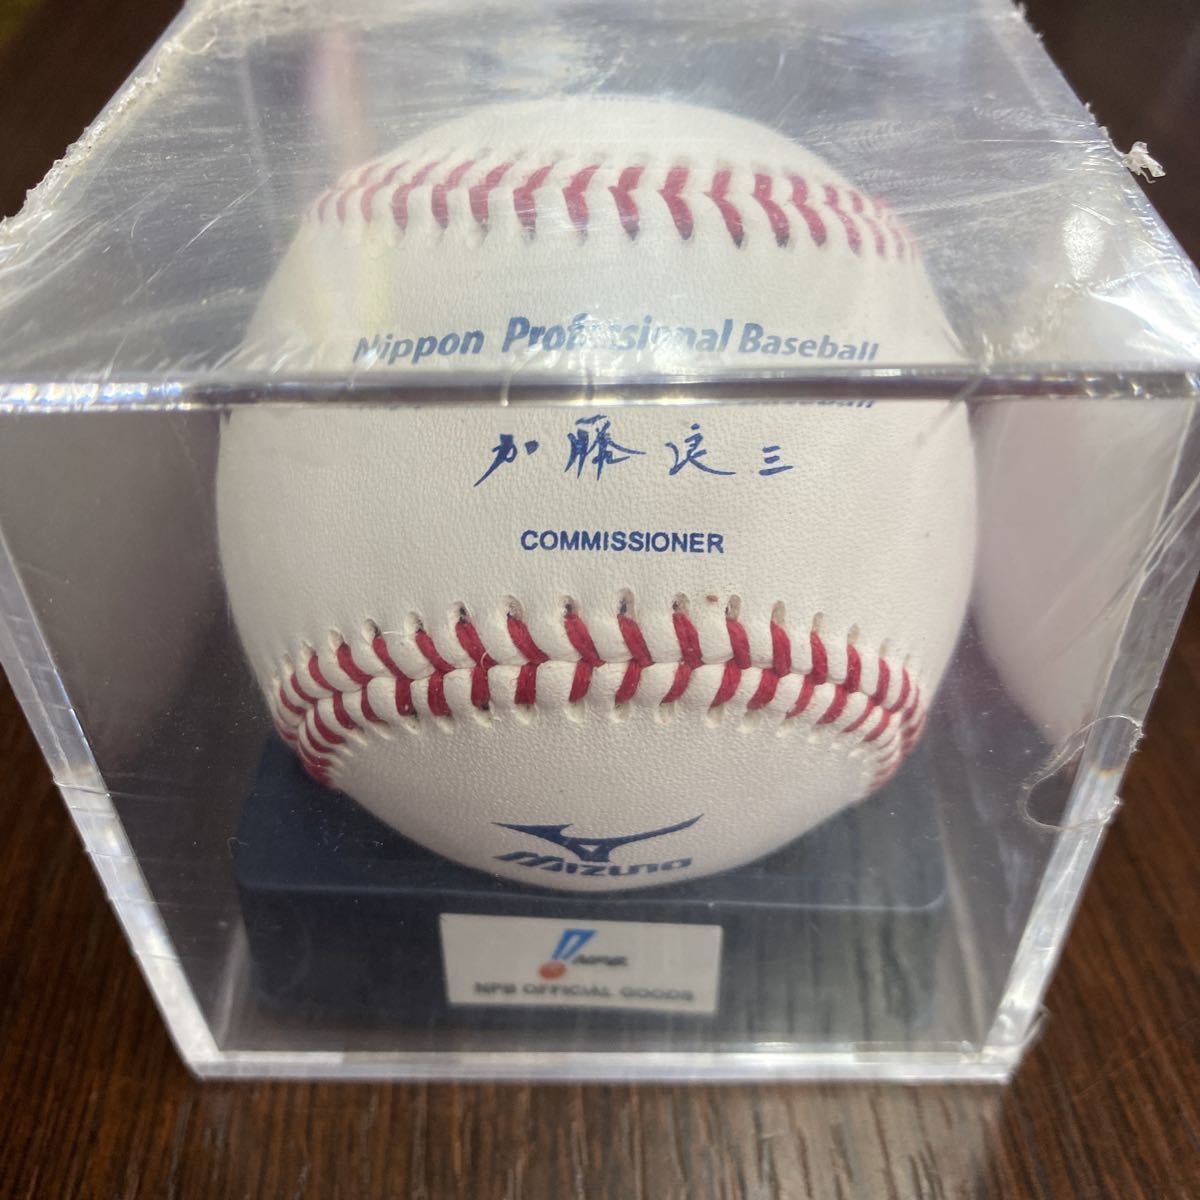 Nippon Professional Baseball
加藤良三
COMMISSIONER
MIZUNO
NPB
NPB OFFICIAL GOODS